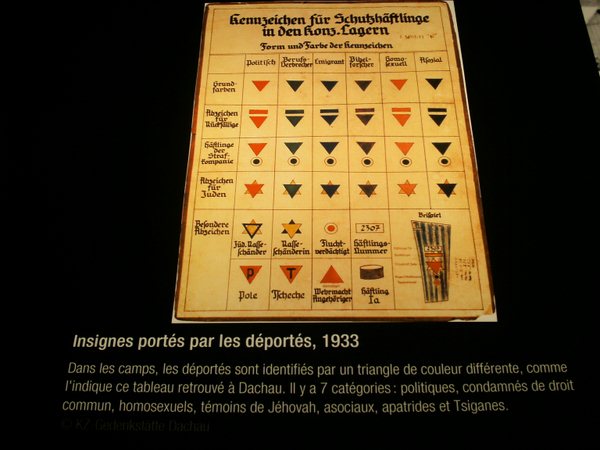 Kennzeichen für Schutzhäftlinge
in den Konz.-Lagern
Form und Farbe der Kennzeichen
Politisch
Berufs-
Verbrecher
Emigrant
Bibel-
forscher
Homo-
sexuell
Asozial
Grund-
farben
Abzeichen
für
Rückfällige
Häftlinge
der
Straf-
kompanie
Abzeichen
für
Juden
Besondere
Abzeichen
2307
Beispiel
Jüd. Rasse-
schänder
Rasse-
schänderin
Flucht-
verdächtigt
Häftlings-
Nummer
P
T
Pole
Tscheche
Wehrmacht
Angehöriger
Häftling
Ia
Insignes portés par les déportés, 1933
Dans les camps, les déportés sont identifiés par un triangle de couleur différente, comme
l'indique ce tableau retrouvé à Dachau. Il y a 7 catégories : politiques, condamnés de droit
commun, homosexuels, témoins de Jéhovah, asociaux, apatrides et Tsiganes.
© KZ-Gedenkstätte Dachau